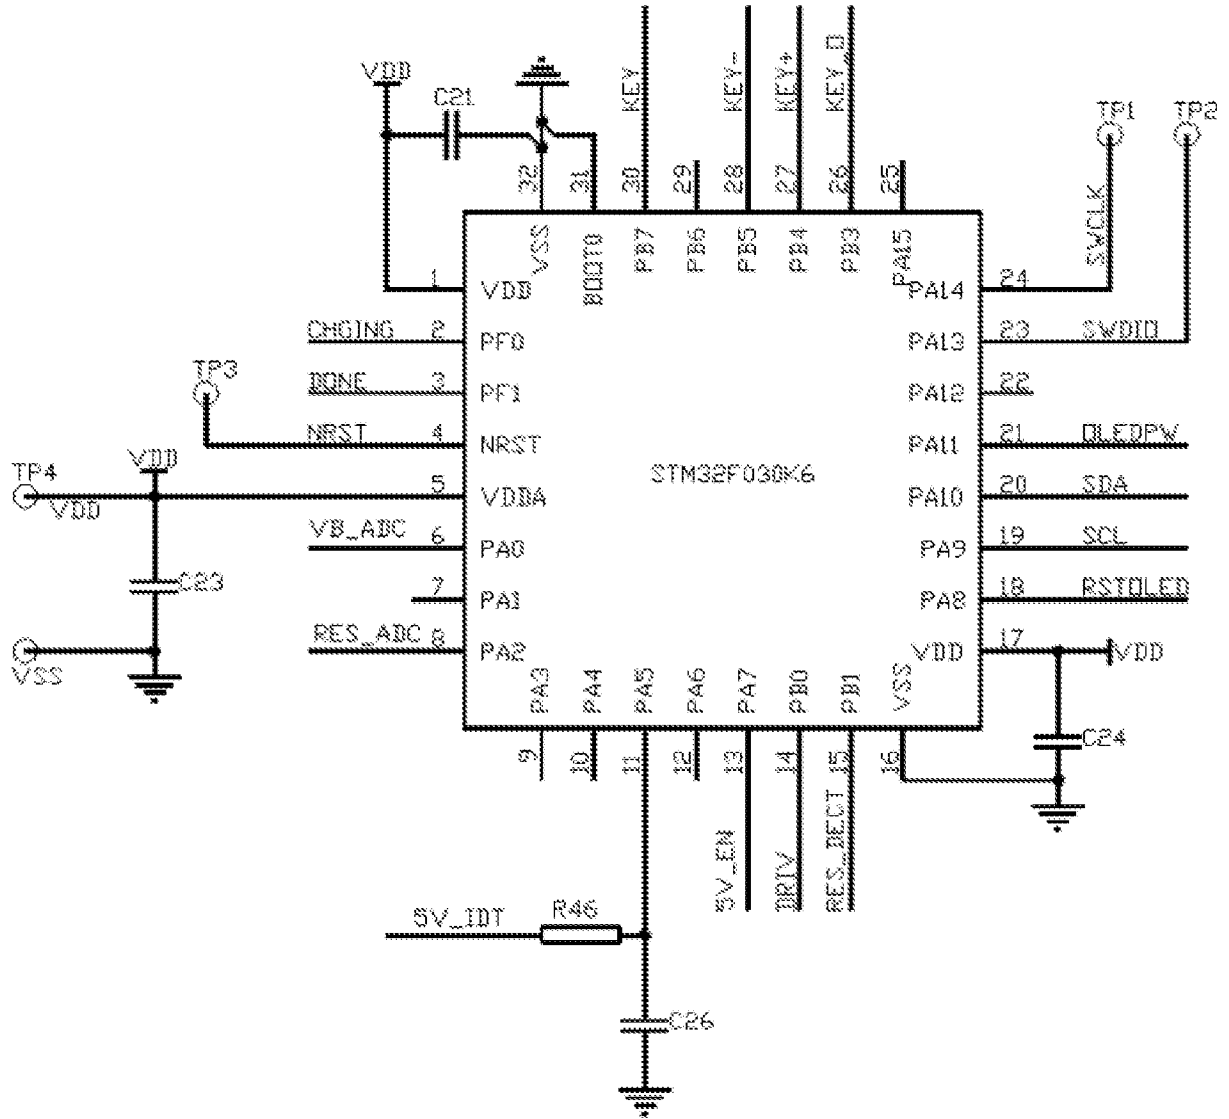 VDD
C21
KEY
KEY-
KEY+
KEY_O
TP1
TP2
32
31
30
29
28
27
26
25
SWCLK
VSS
BOOT0
PB7
PB6
PB5
PB4
PB3
PA15
1
VDD
PA14
24
CHGING
2
PF0
PA13
23
SWDIO
TP3
DONE
3
PF1
PA12
22
NRST
4
NRST
PA11
21
OLEDPW
VDD
TP4
VDD
5
VDDA
STM32F030K6
PA10
20
SDA
VB_ADC
6
PA0
PA9
19
SCL
C23
7
PA1
PA8
18
RSTOLED
RES_ADC
8
PA2
VDD
17
VDD
VSS
PA3
PA4
PA5
PA6
PA7
PB0
PB1
VSS
C24
9
10
11
12
13
14
15
16
5V_EN
DRIV
RES_DECT
5V_IDT
R46
C26